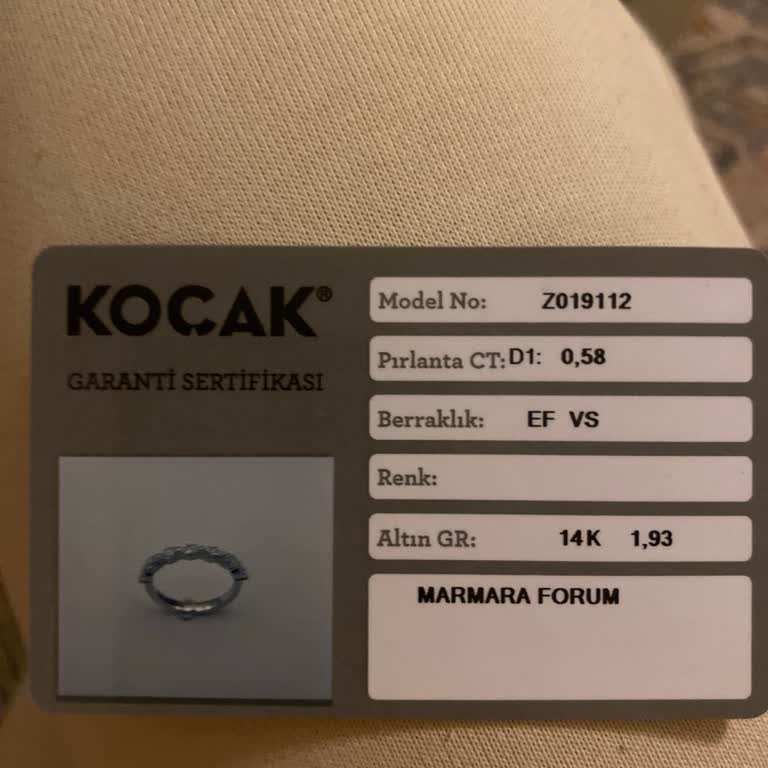 KOÇAK®
GARANTİ SERTİFİKASI
Model No: Z019112
Pırlanta CT: D1: 0,58
Berraklık: EF VS
Renk:
Altın GR: 14K 1,93
MARMARA FORUM